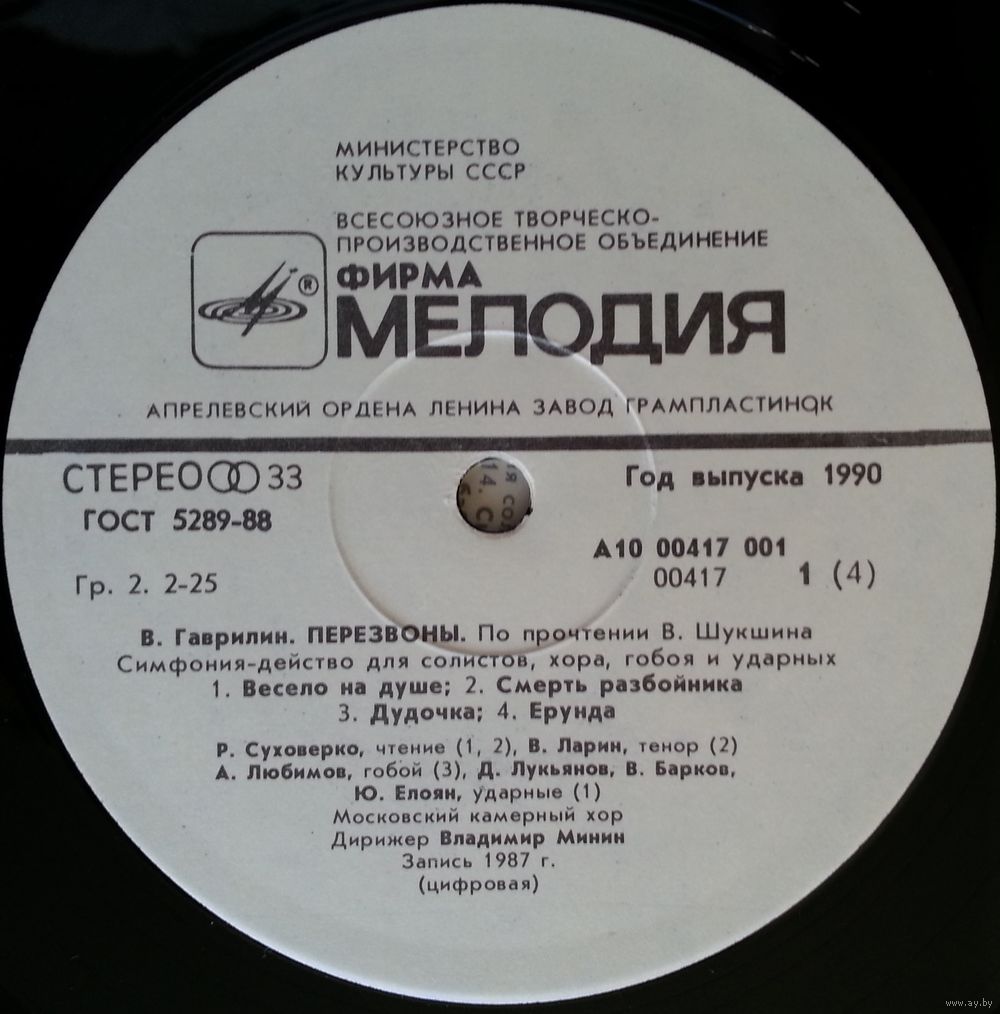 МИНИСТЕРСТВО
КУЛЬТУРЫ СССР
ВСЕСОЮЗНОЕ ТВОРЧЕСКО-
ПРОИЗВОДСТВЕННОЕ ОБЪЕДИНЕНИЕ
ФИРМА
®
МЕЛОДИЯ
АПРЕЛЕВСКИЙ ОРДЕНА ЛЕНИНА ЗАВОД ГРАМПЛАСТИНОК
СТЕРЕО 33
Год выпуска 1990
ГОСТ 5289-88
А10 00417 001
Гр. 2. 2-25
00417 1 (4)
В. Гаврилин. ПЕРЕЗВОНЫ. По прочтении В. Шукшина
Симфония-действо для солистов, хора, гобоя и ударных
1. Весело на душе; 2. Смерть разбойника
3. Дудочка; 4. Ерунда
Р. Суховерко, чтение (1, 2), В. Ларин, тенор (2)
А. Любимов, гобой (3), Д. Лукьянов, В. Барков,
Ю. Елоян, ударные (1)
Московский камерный хор
Дирижер Владимир Минин
Запись 1987 г.
(цифровая)
www.ay.by